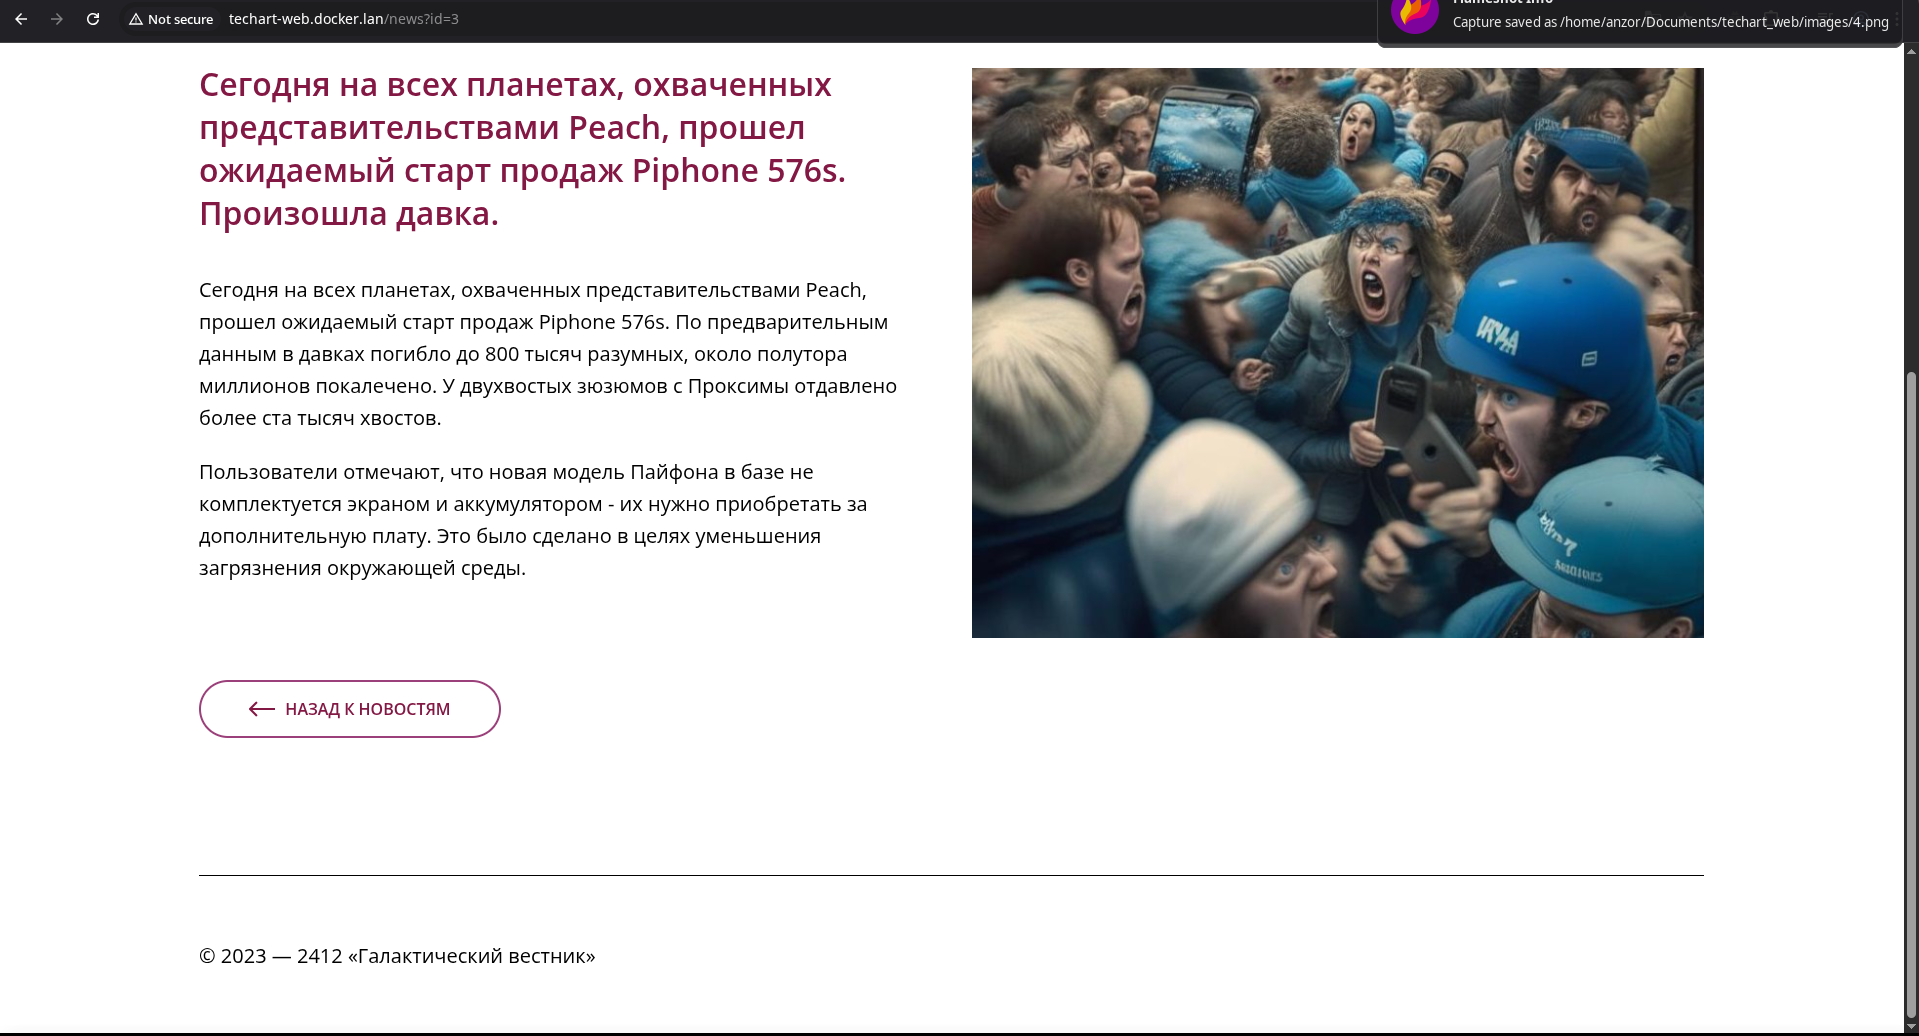 Not secure
techart-web.docker.lan/news?id=3
Capture saved as /home/anzor/Documents/techart_web/images/4.png
Сегодня на всех планетах, охваченных
представительствами Peach, прошел
ожидаемый старт продаж Piphone 576s.
Произошла давка.
Сегодня на всех планетах, охваченных представительствами Peach,
прошел ожидаемый старт продаж Piphone 576s. По предварительным
данным в давках погибло до 800 тысяч разумных, около полутора
миллионов покалечено. У двухвостых зюзюмов с Проксимы отдавлено
более ста тысяч хвостов.
Пользователи отмечают, что новая модель Пайфона в базе не
комплектуется экраном и аккумулятором - их нужно приобретать за
дополнительную плату. Это было сделано в целях уменьшения
загрязнения окружающей среды.
НАЗАД К НОВОСТЯМ
© 2023 — 2412 «Галактический вестник»